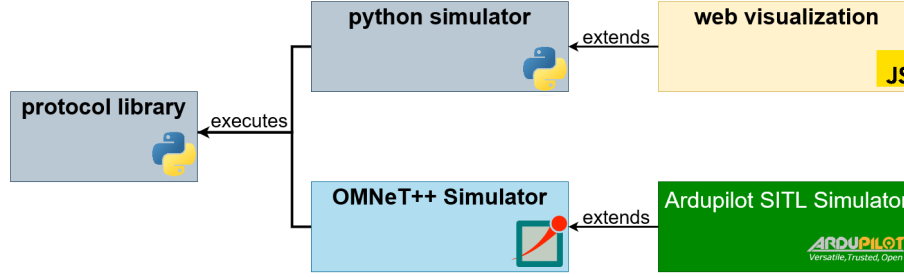 python simulator
web visualization
extends
JS
protocol library
executes
OMNeT++ Simulator
Ardupilot SITL Simulator
extends
ARDUPILOT
Versatile, Trusted, Open